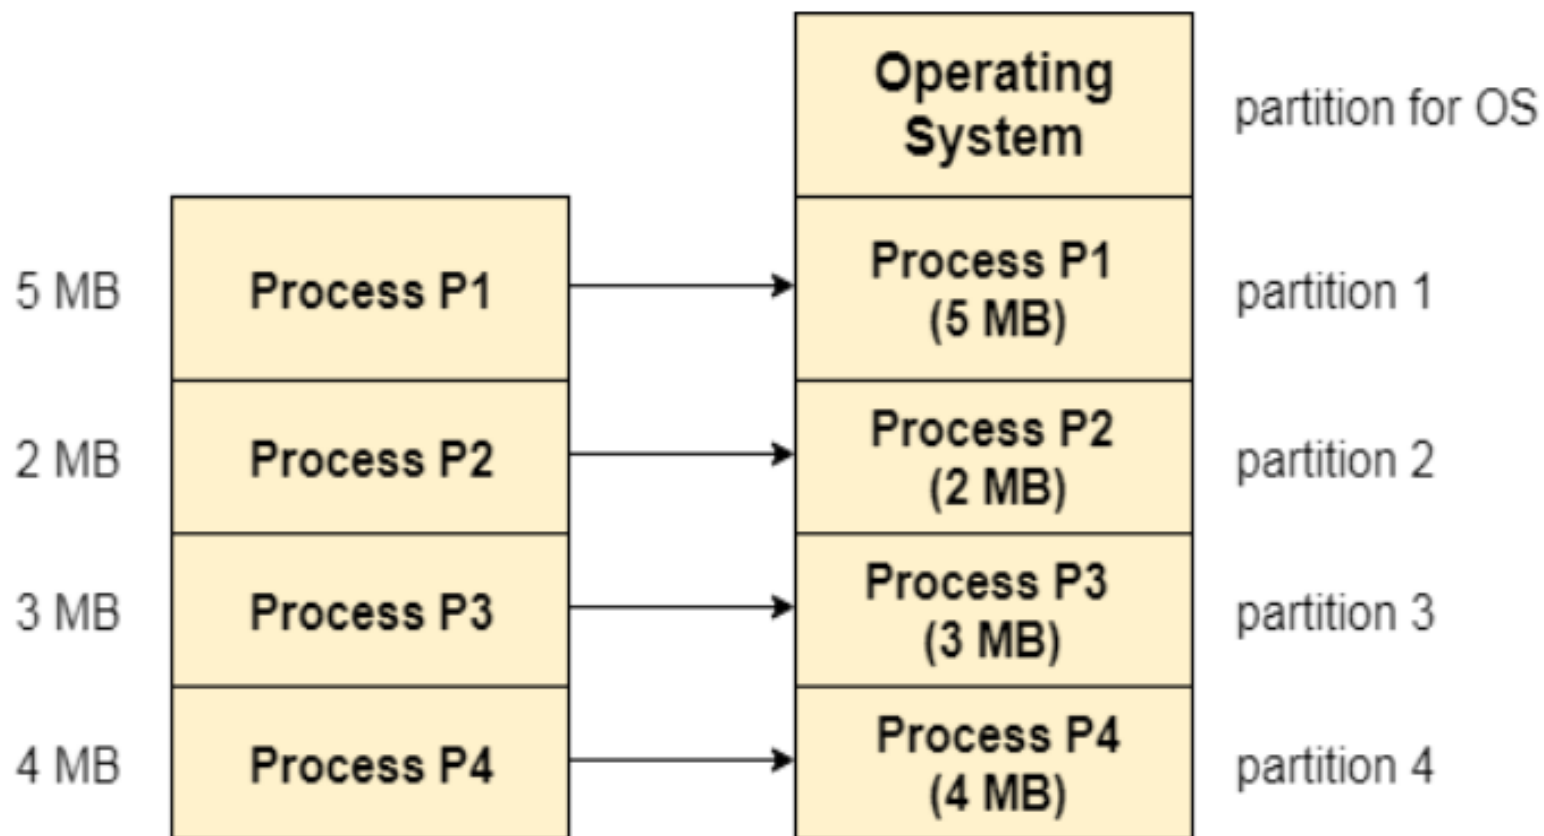 Operating
System
partition for OS
5 MB
Process P1
Process P1
(5 MB)
partition 1
2 MB
Process P2
Process P2
(2 MB)
partition 2
3 MB
Process P3
Process P3
(3 MB)
partition 3
4 MB
Process P4
Process P4
(4 MB)
partition 4